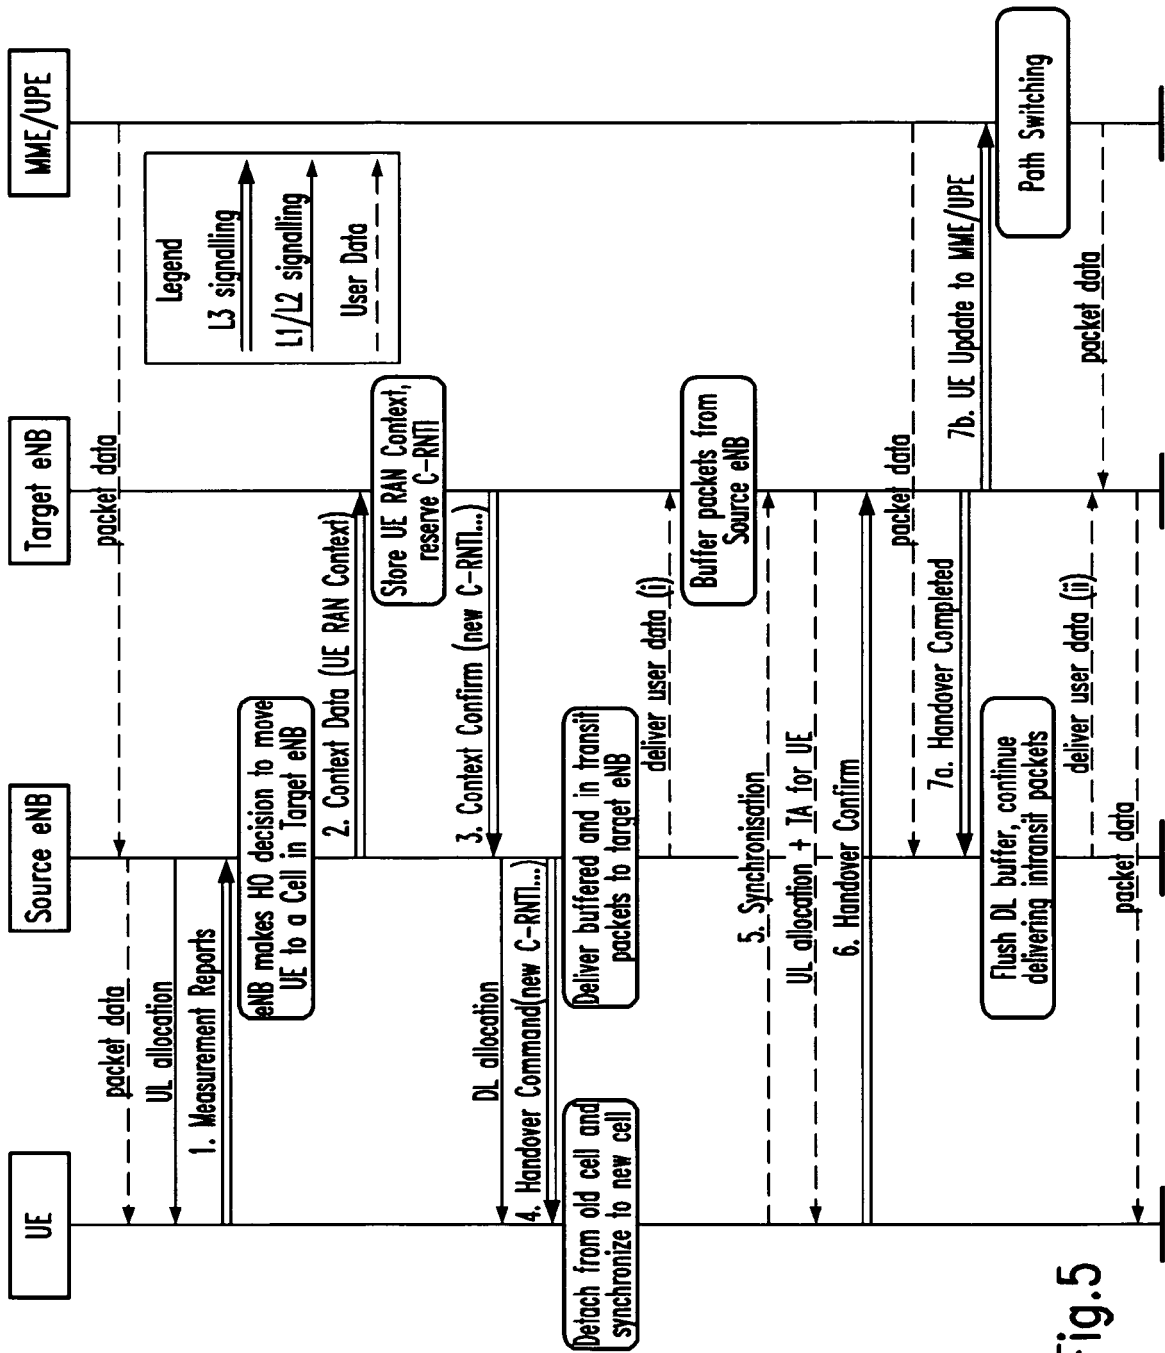 UE
Source eNB
Target eNB
MME/UPE
packet data
packet data
UL allocation
1. Measurement Reports
Legend
L3 signalling
L1/L2 signalling
User Data
eNB makes HO decision to move
UE to a Cell in Target eNB
2. Context Data (UE RAN Context)
Store UE RAN Context,
reserve C-RNTI
3. Context Confirm (new C-RNTI...)
DL allocation
4. Handover Command(new C-RNTI...)
Detach from old cell and
synchronize to new cell
Deliver buffered and in transit
packets to target eNB
deliver user data (i)
Buffer packets from
Source eNB
5. Synchronisation
UL allocation + TA for UE
6. Handover Confirm
packet data
7a. Handover Completed
7b. UE Update to MME/UPE
Flush DL buffer, continue
delivering intransit packets
Path Switching
deliver user data (ii)
packet data
packet data
Fig.5